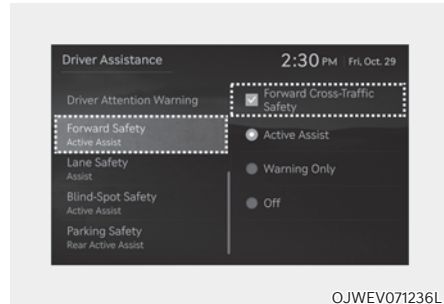 Driver Assistance
2:30 PM Fri, Oct. 29
Driver Attention Warning
Forward Safety
Active Assist
Lane Safety
Assist
Blind-Spot Safety
Active Assist
Parking Safety
Rear Active Assist
Forward Cross-Traffic
Safety
Active Assist
Warning Only
Off
OJWEV071236L